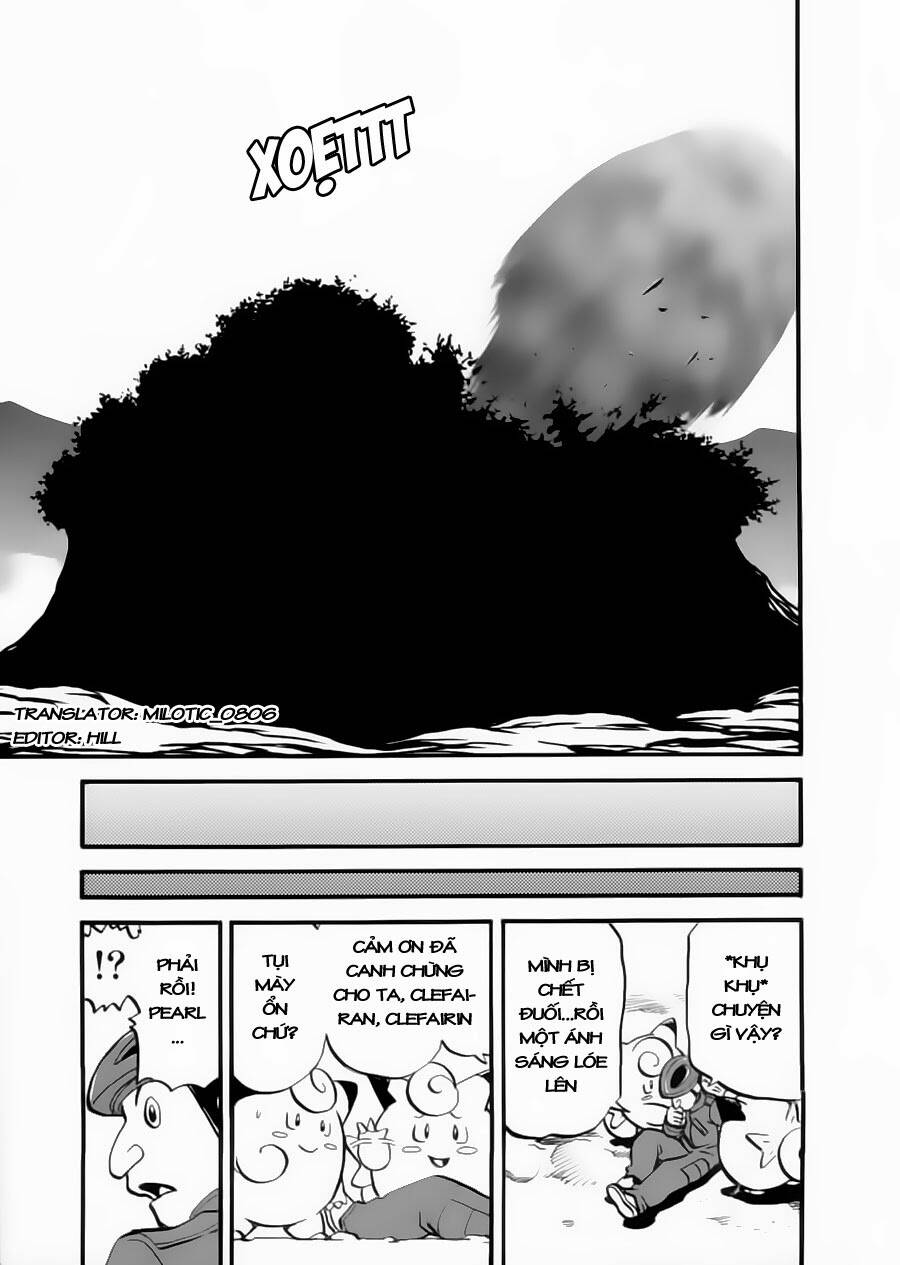 XOẸTTT
TRANSLATOR: MILOTIC_0806
EDITOR: HILL
*KHỤ
KHỤ*
CHUYỆN
GÌ VẬY?
MÌNH BỊ
CHẾT
ĐUỐI...RỒI
MỘT ÁNH
SÁNG LÓE
LÊN
CẢM ƠN ĐÃ
CANH CHỪNG
CHO TA, CLEFAI-
RAN, CLEFAIRIN
TỤI
MÀY
ỔN
CHỨ?
PHẢI
RỒI!
PEARL
...
!?